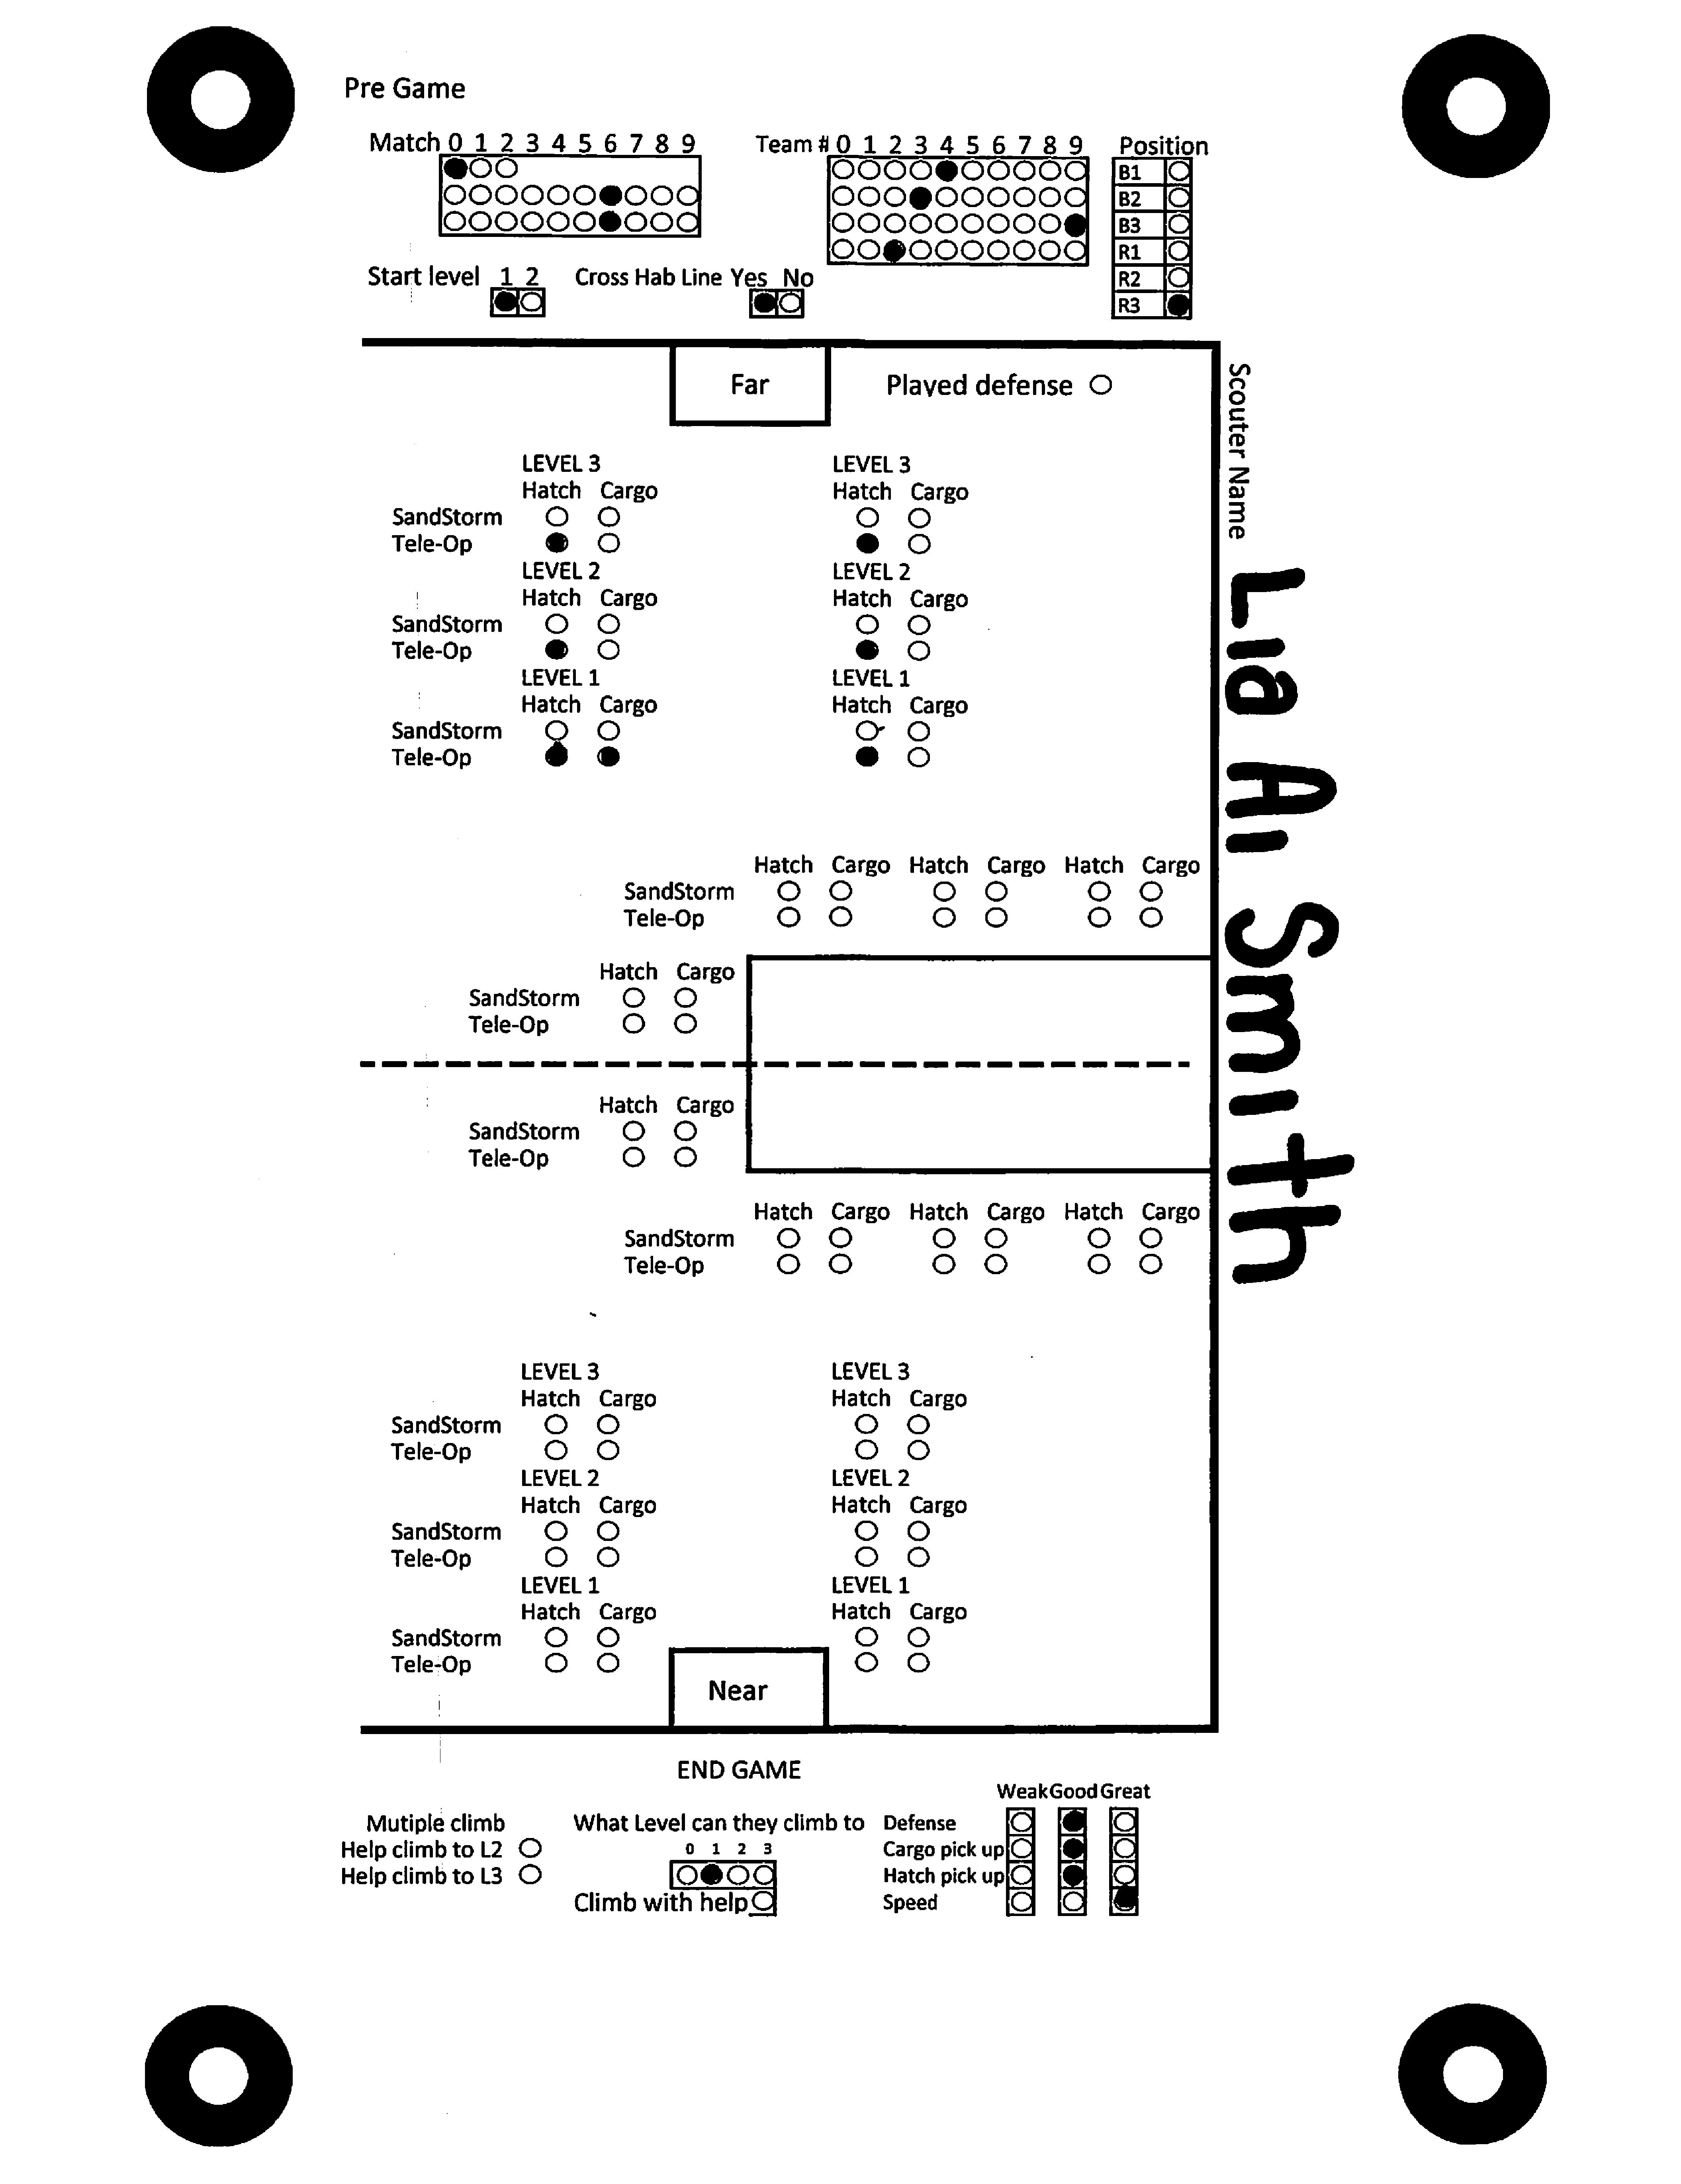 Pre Game
Match 0 1 2 3 4 5 6 7 8 9
Team # 0 1 2 3 4 5 6 7 8 9
Position
B1
B2
B3
R1
R2
R3
Start level 1 2
Cross Hab Line Yes No
Far
Played defense
Scouter Name
Lia A. Smith
LEVEL 3 LEVEL 3
Hatch Cargo Hatch Cargo
SandStorm
Tele-Op
LEVEL 2 LEVEL 2
Hatch Cargo Hatch Cargo
SandStorm
Tele-Op
LEVEL 1 LEVEL 1
Hatch Cargo Hatch Cargo
SandStorm
Tele-Op
Hatch Cargo Hatch Cargo Hatch Cargo
SandStorm
Tele-Op
Hatch Cargo
SandStorm
Tele-Op
Hatch Cargo
SandStorm
Tele-Op
Hatch Cargo Hatch Cargo Hatch Cargo
SandStorm
Tele-Op
LEVEL 3 LEVEL 3
Hatch Cargo Hatch Cargo
SandStorm
Tele-Op
LEVEL 2 LEVEL 2
Hatch Cargo Hatch Cargo
SandStorm
Tele-Op
LEVEL 1 LEVEL 1
Hatch Cargo Hatch Cargo
SandStorm
Tele-Op
Near
END GAME
Mutiple climb
Help climb to L2
Help climb to L3
What Level can they climb to
0 1 2 3
Climb with help
Weak Good Great
Defense
Cargo pick up
Hatch pick up
Speed